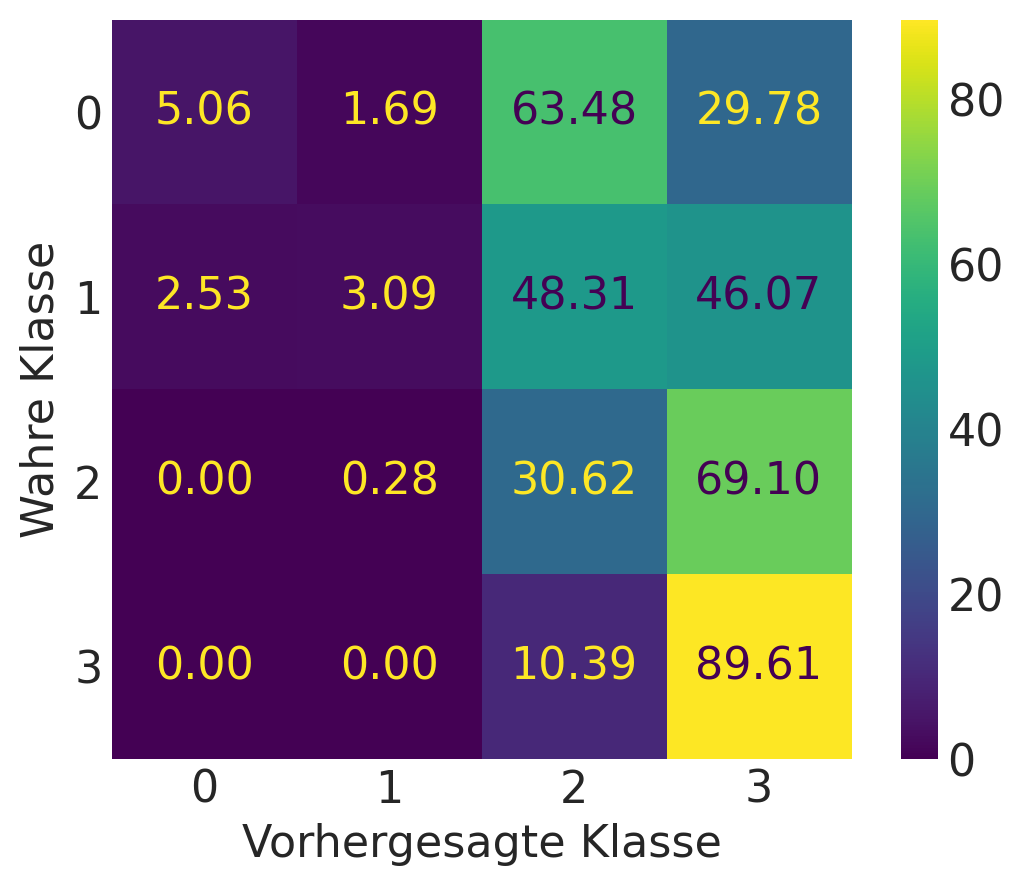 0 5.06 1.69 63.48 29.78
1 2.53 3.09 48.31 46.07
2 0.00 0.28 30.62 69.10
3 0.00 0.00 10.39 89.61
0 1 2 3
Wahre Klasse
Vorhergesagte Klasse
80
60
40
20
0